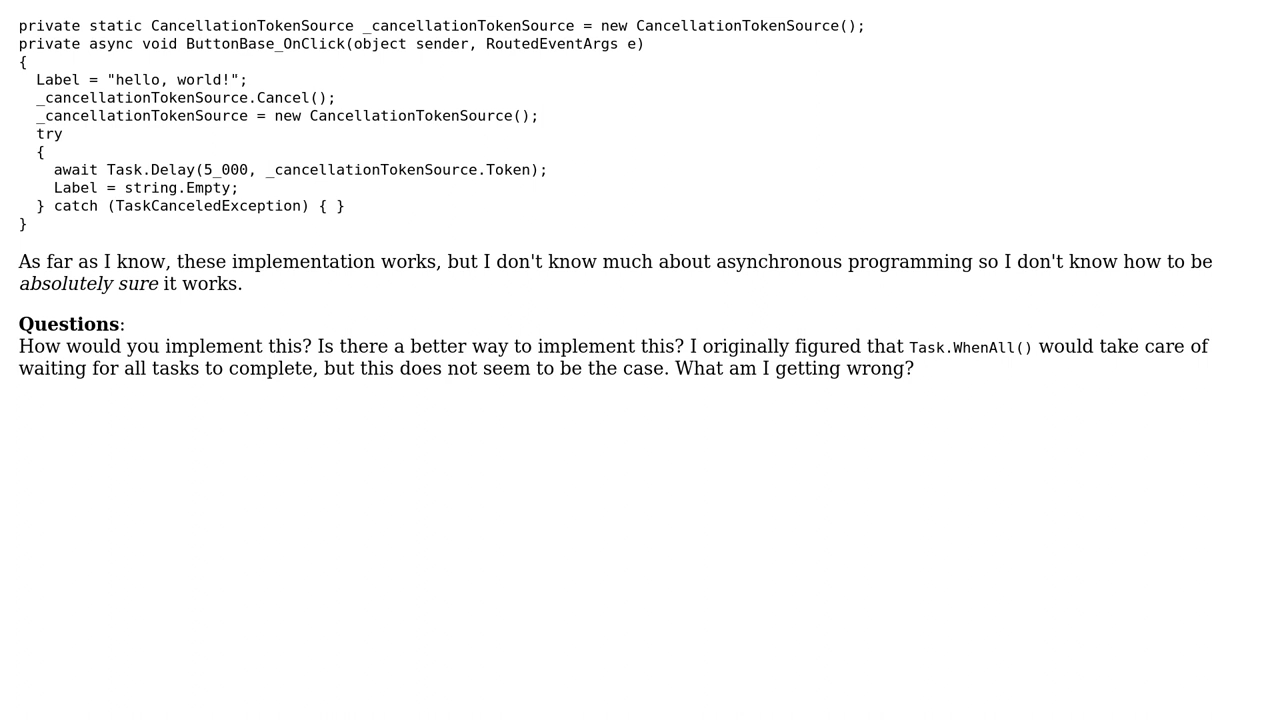 private static CancellationTokenSource _cancellationTokenSource = new CancellationTokenSource();
private async void ButtonBase_OnClick(object sender, RoutedEventArgs e)
{
  Label = "hello, world!";
  _cancellationTokenSource.Cancel();
  _cancellationTokenSource = new CancellationTokenSource();
  try
  {
    await Task.Delay(5_000, _cancellationTokenSource.Token);
    Label = string.Empty;
  } catch (TaskCanceledException) { }
}
As far as I know, these implementation works, but I don't know much about asynchronous programming so I don't know how to be
absolutely sure it works.
Questions:
How would you implement this? Is there a better way to implement this? I originally figured that Task.WhenAll() would take care of
waiting for all tasks to complete, but this does not seem to be the case. What am I getting wrong?